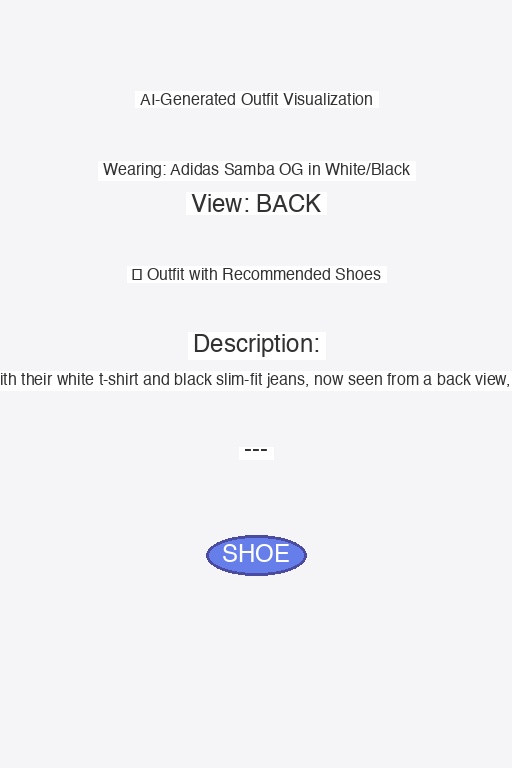 AI-Generated Outfit Visualization
Wearing: Adidas Samba OG in White/Black
View: BACK
Outfit with Recommended Shoes
Description:
ith their white t-shirt and black slim-fit jeans, now seen from a back view,
---
SHOE